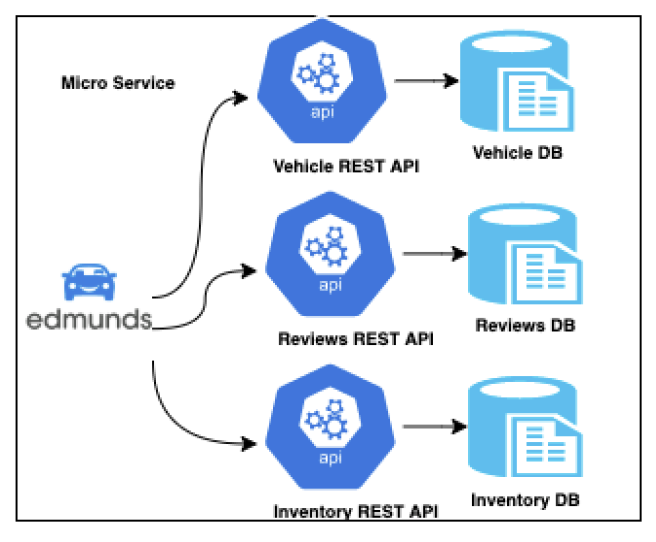 Micro Service
api
Vehicle REST API
Vehicle DB
api
Reviews REST API
Reviews DB
edmunds
api
Inventory REST API
Inventory DB